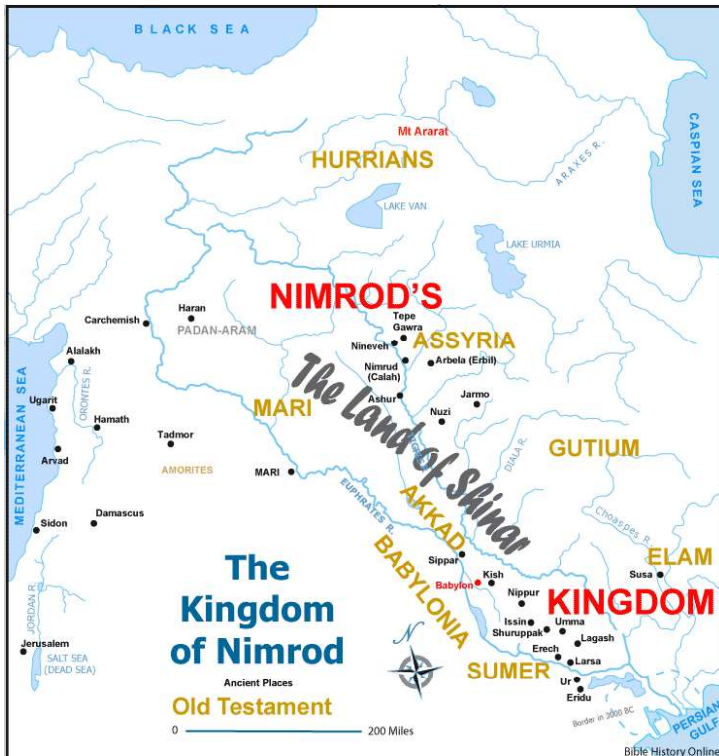 BLACK SEA
CASPIAN SEA
Mt Ararat
HURRIANS
ARAXES R.
LAKE VAN
LAKE URMIA
NIMROD'S
Haran
Carchemish
PADAN-ARAM
Tepe
Gawra
Nineveh
ASSYRIA
Alalakh
Nimrud
(Calah)
Arbela (Erbil)
The Land of Shinar
Ashur
Jarmo
MEDITERRANEAN SEA
Ugarit
ORONTES R.
MARI
Nuzi
Hamath
Tadmor
Arvad
GUTIUM
DIALA R.
AMORITES
MARI
EUPHRATES R.
AKKAD
Choaspes R.
Damascus
Sidon
BABYLONIA
Sippar
ELAM
Susa
The
Kingdom
of Nimrod
Babylon
Kish
Nippur
KINGDOM
JORDAN R.
Issin
Umma
Shuruppak
Lagash
Jerusalem
SALT SEA
(DEAD SEA)
N
Erech
Larsa
SUMER
Ancient Places
Old Testament
Ur
Eridu
0 200 Miles
Border in 3000 BC
PERSIAN
GULF
Bible History Online